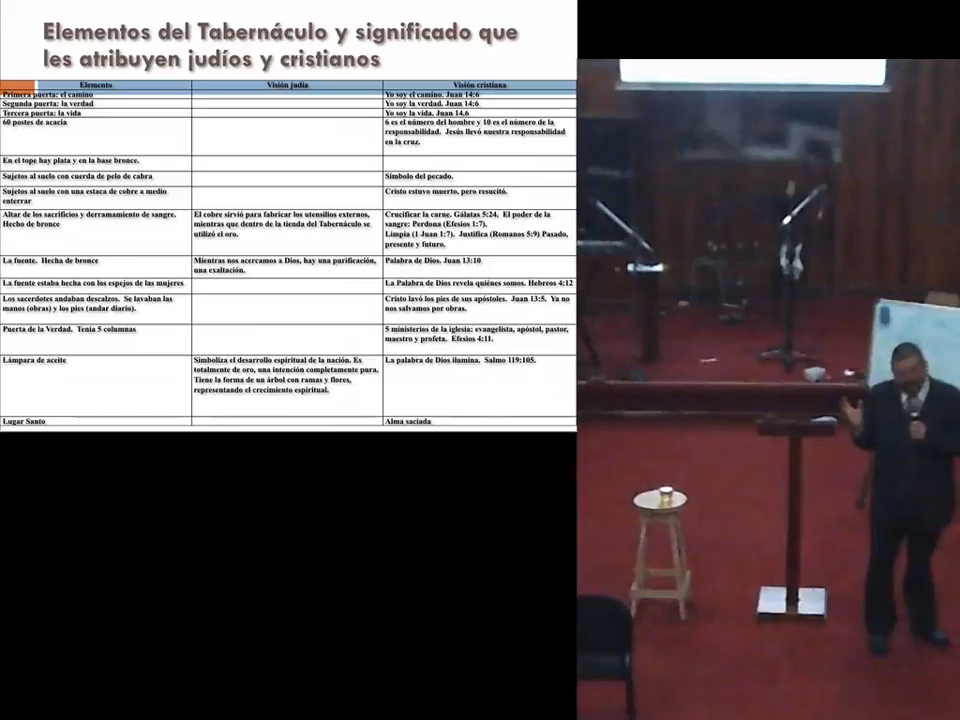 Elementos del Tabernáculo y significado que
les atribuyen judíos y cristianos
Elemento Visión judía Visión cristiana
Primera puerta: el camino Yo soy el camino. Juan 14:6
Segunda puerta: la verdad Yo soy la verdad. Juan 14:6
Tercera puerta: la vida Yo soy la vida. Juan 14.6
60 postes de acacia 6 es el número del hombre y 10 es el número de la
responsabilidad. Jesús llevó nuestra responsabilidad
en la cruz.
En el tope hay plata y en la base bronce.
Sujetos al suelo con cuerda de pelo de cabra Símbolo del pecado.
Sujetos al suelo con una estaca de cobre a medio Cristo estuvo muerto, pero resucitó.
enterrar
Altar de los sacrificios y derramamiento de sangre. El cobre sirvió para fabricar los utensilios externos, Crucificar la carne. Gálatas 5:24. El poder de la
Hecho de bronce mientras que dentro de la tienda del Tabernáculo se sangre: Perdona (Efesios 1:7).
utilizó el oro. Limpia (1 Juan 1:7). Justifica (Romanos 5:9) Pasado,
presente y futuro.
La fuente. Hecha de bronce Mientras nos acercamos a Dios, hay una purificación, Palabra de Dios. Juan 13:10
una exaltación.
La fuente estaba hecha con los espejos de las mujeres La Palabra de Dios revela quiénes somos. Hebreos 4:12
Los sacerdotes andaban descalzos. Se lavaban las Cristo lavó los pies de sus apóstoles. Juan 13:5. Ya no
manos (obras) y los pies (andar diario). nos salvamos por obras.
Puerta de la Verdad. Tenía 5 columnas 5 ministerios de la iglesia: evangelista, apóstol, pastor,
maestro y profeta. Efesios 4:11.
Lámpara de aceite Simboliza el desarrollo espiritual de la nación. Es La palabra de Dios ilumina. Salmo 119:105.
totalmente de oro, una intención completamente pura.
Tiene la forma de un árbol con ramas y flores,
representando el crecimiento espiritual.
Lugar Santo Alma saciada